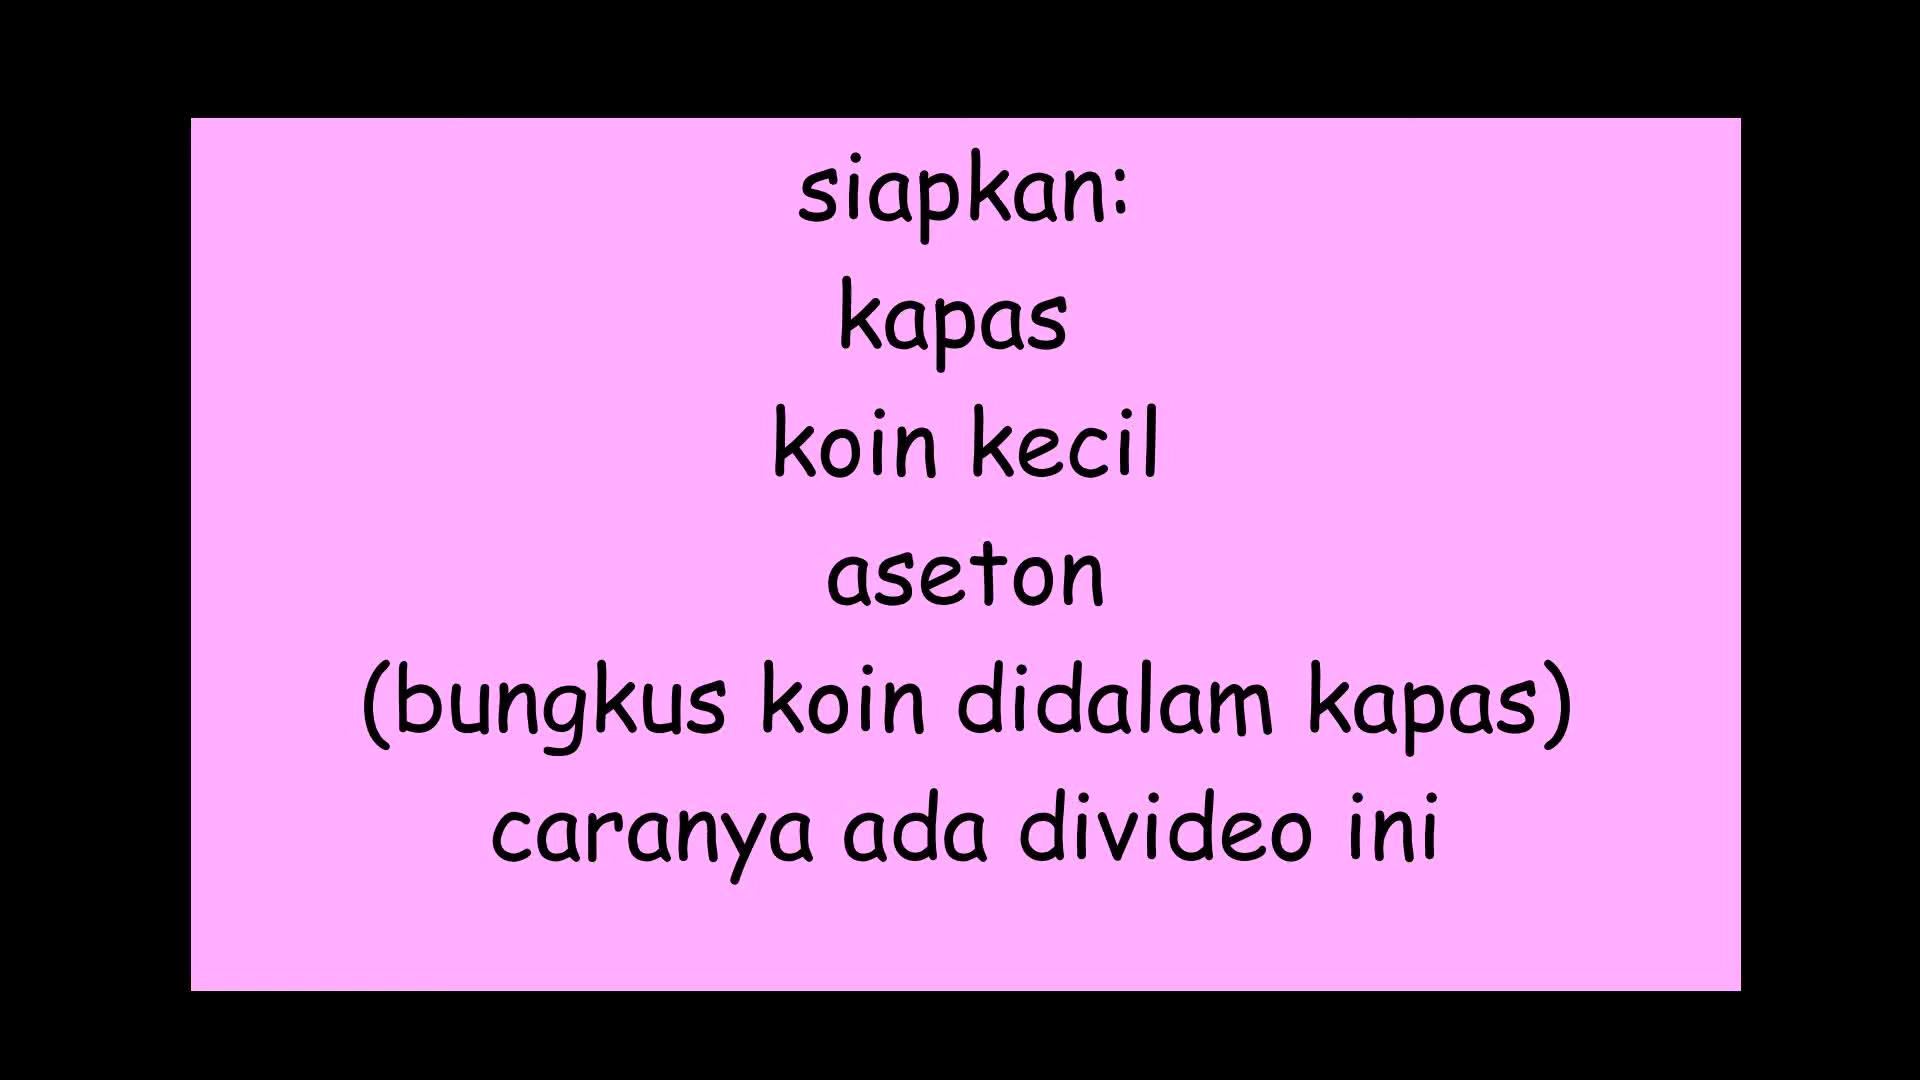 siapkan:
kapas
koin kecil
aseton
(bungkus koin didalam kapas)
caranya ada divideo ini